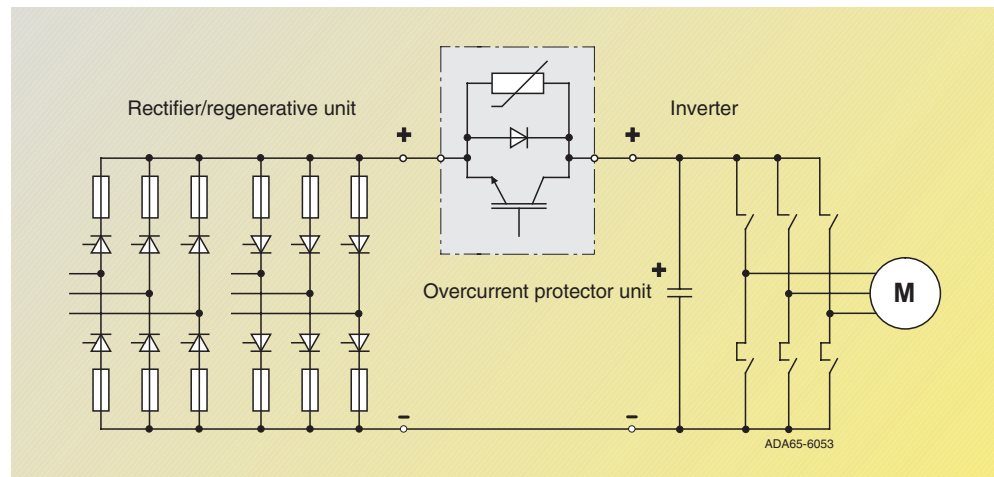 Rectifier/regenerative unit
Inverter
+
+
Overcurrent protector unit
+
M
–
–
ADA65-6053